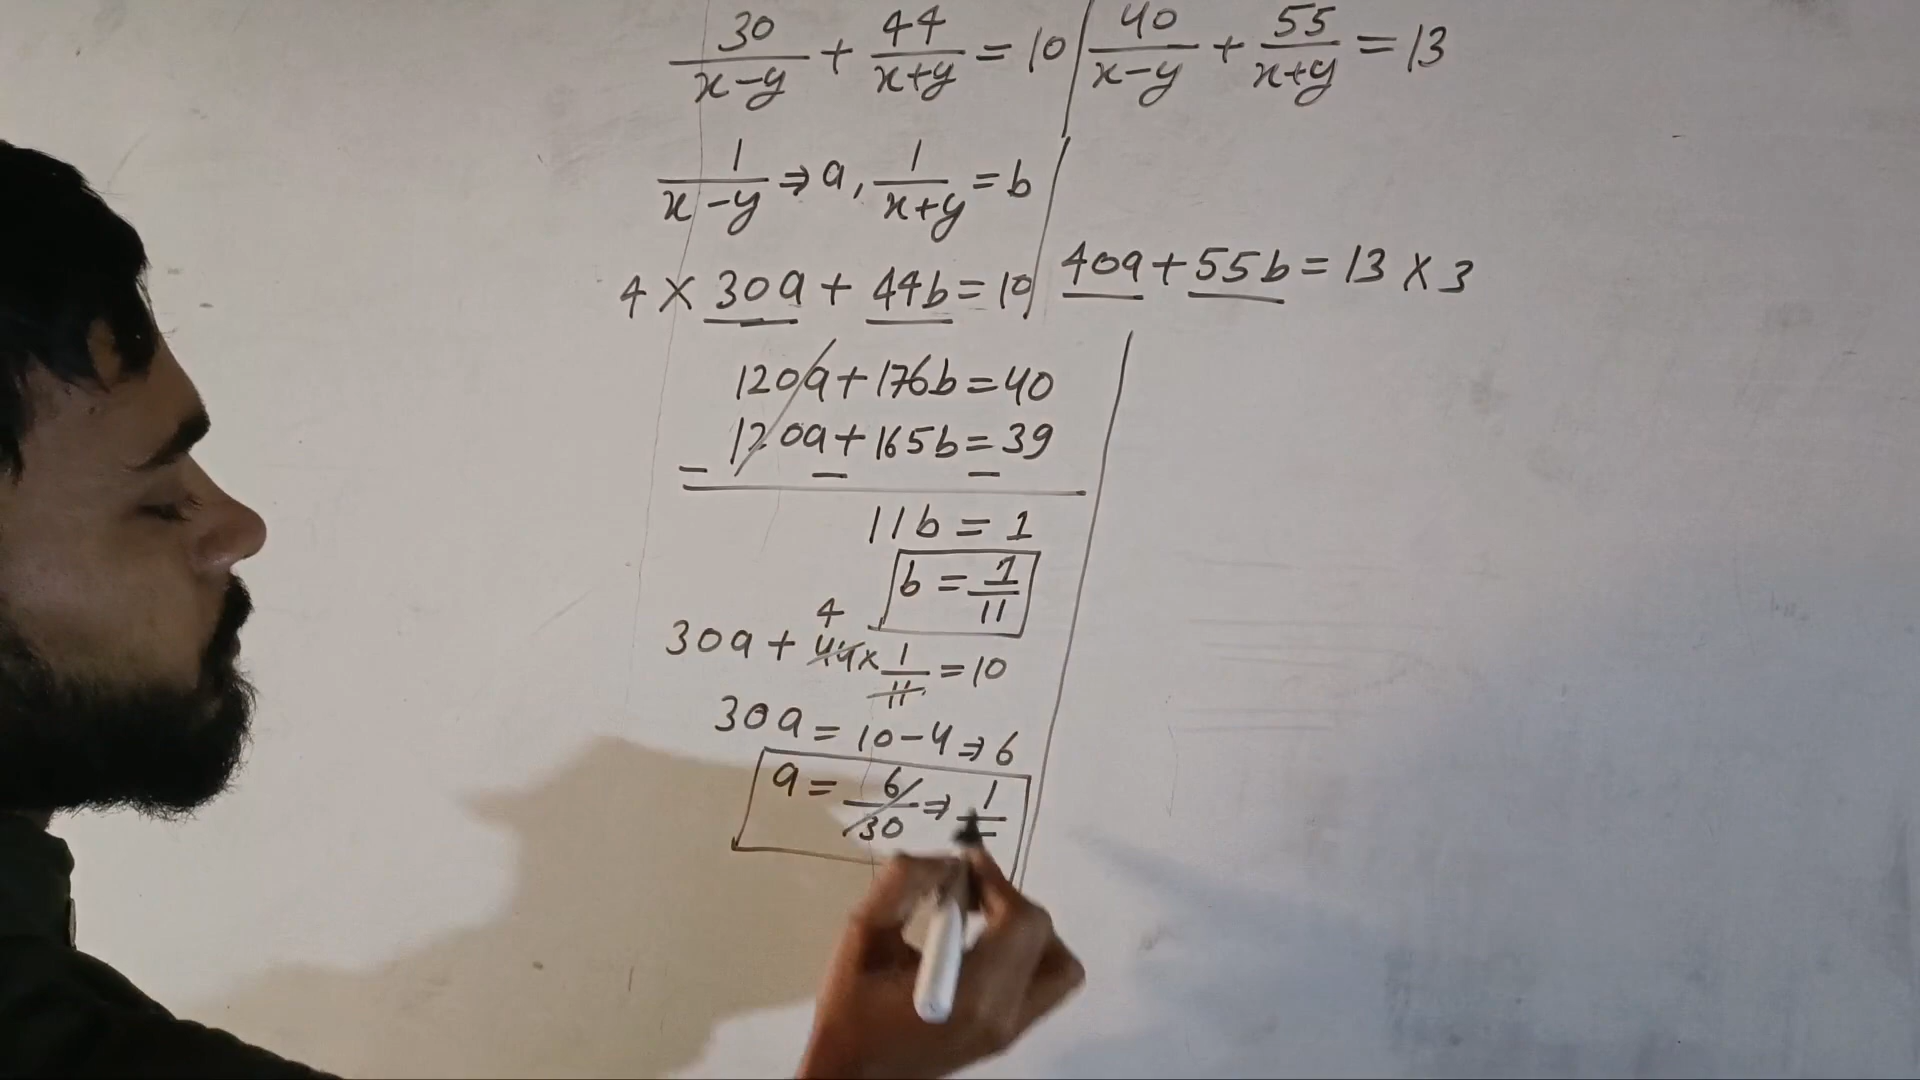 30/(x-y) + 44/(x+y) = 10 | 40/(x-y) + 55/(x+y) = 13
1/(x-y) ⇒ a, 1/(x+y) = b
4 × 30a + 44b = 10 | 40a + 55b = 13 × 3
120a + 176b = 40
120a + 165b = 39
- - -
11b = 1
b = 1/11
4
30a + 44 × 1/11 = 10
30a = 10 - 4 ⇒ 6
a = 6/30 ⇒ 1/